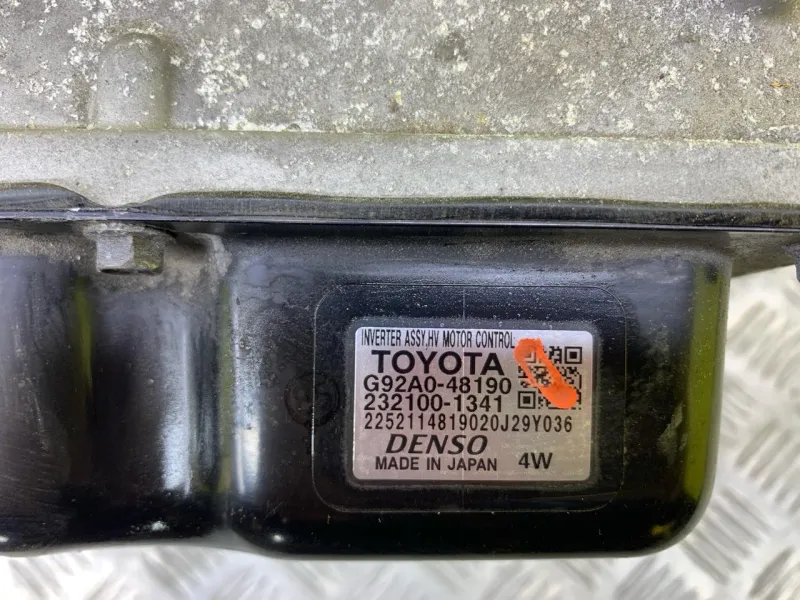 INVERTER ASSY,HV MOTOR CONTROL
TOYOTA
G92A0-48190
232100-1341
2252114819020J29Y036
DENSO
MADE IN JAPAN 4W